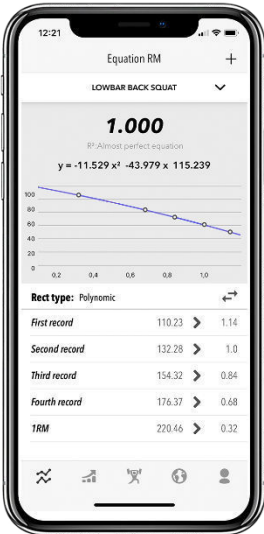 12:21
Equation RM +
LOWBAR BACK SQUAT
1.000
R²:Almost perfect equation
y = -11.529 x² -43.979 x 115.239
100
80
60
40
20
0
0,2 0,4 0,6 0,8 1,0
Rect type: Polynomic
First record 110.23 1.14
Second record 132.28 1.0
Third record 154.32 0.84
Fourth record 176.37 0.68
1RM 220.46 0.32